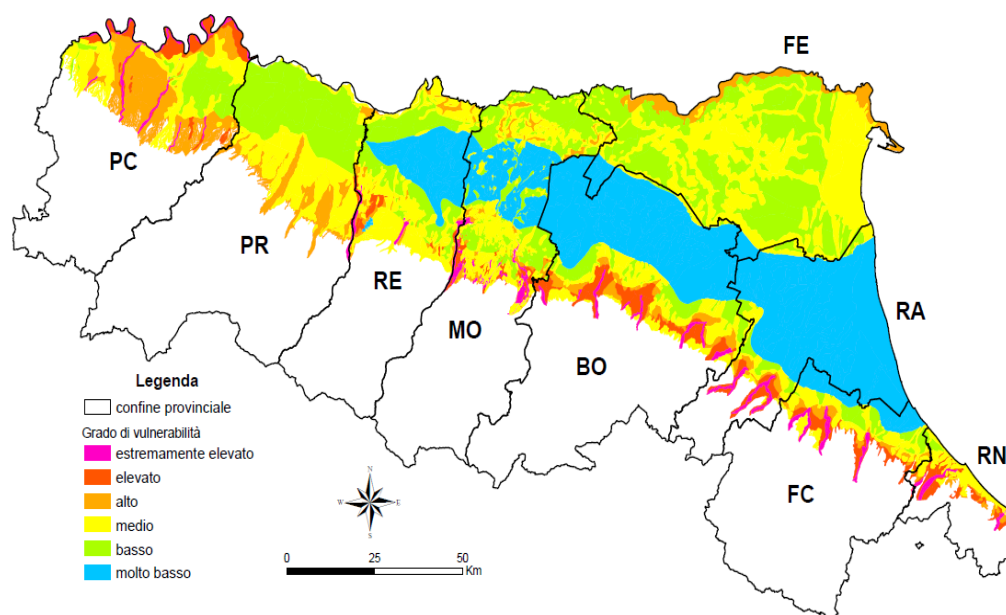 FE
PC
PR
RE
MO
BO
RA
FC
RN
Legenda
confine provinciale
Grado di vulnerabilità
estremamente elevato
elevato
alto
medio
basso
molto basso
N
W
E
S
0 25 50
Km